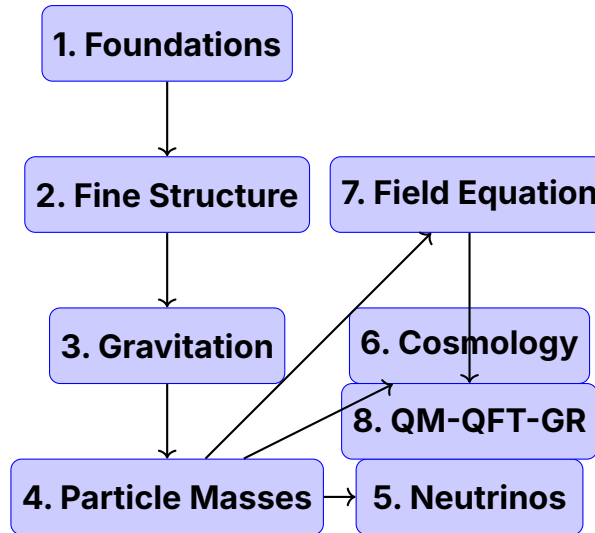 1. Foundations
2. Fine Structure
7. Field Equation
3. Gravitation
6. Cosmology
8. QM-QFT-GR
4. Particle Masses
5. Neutrinos